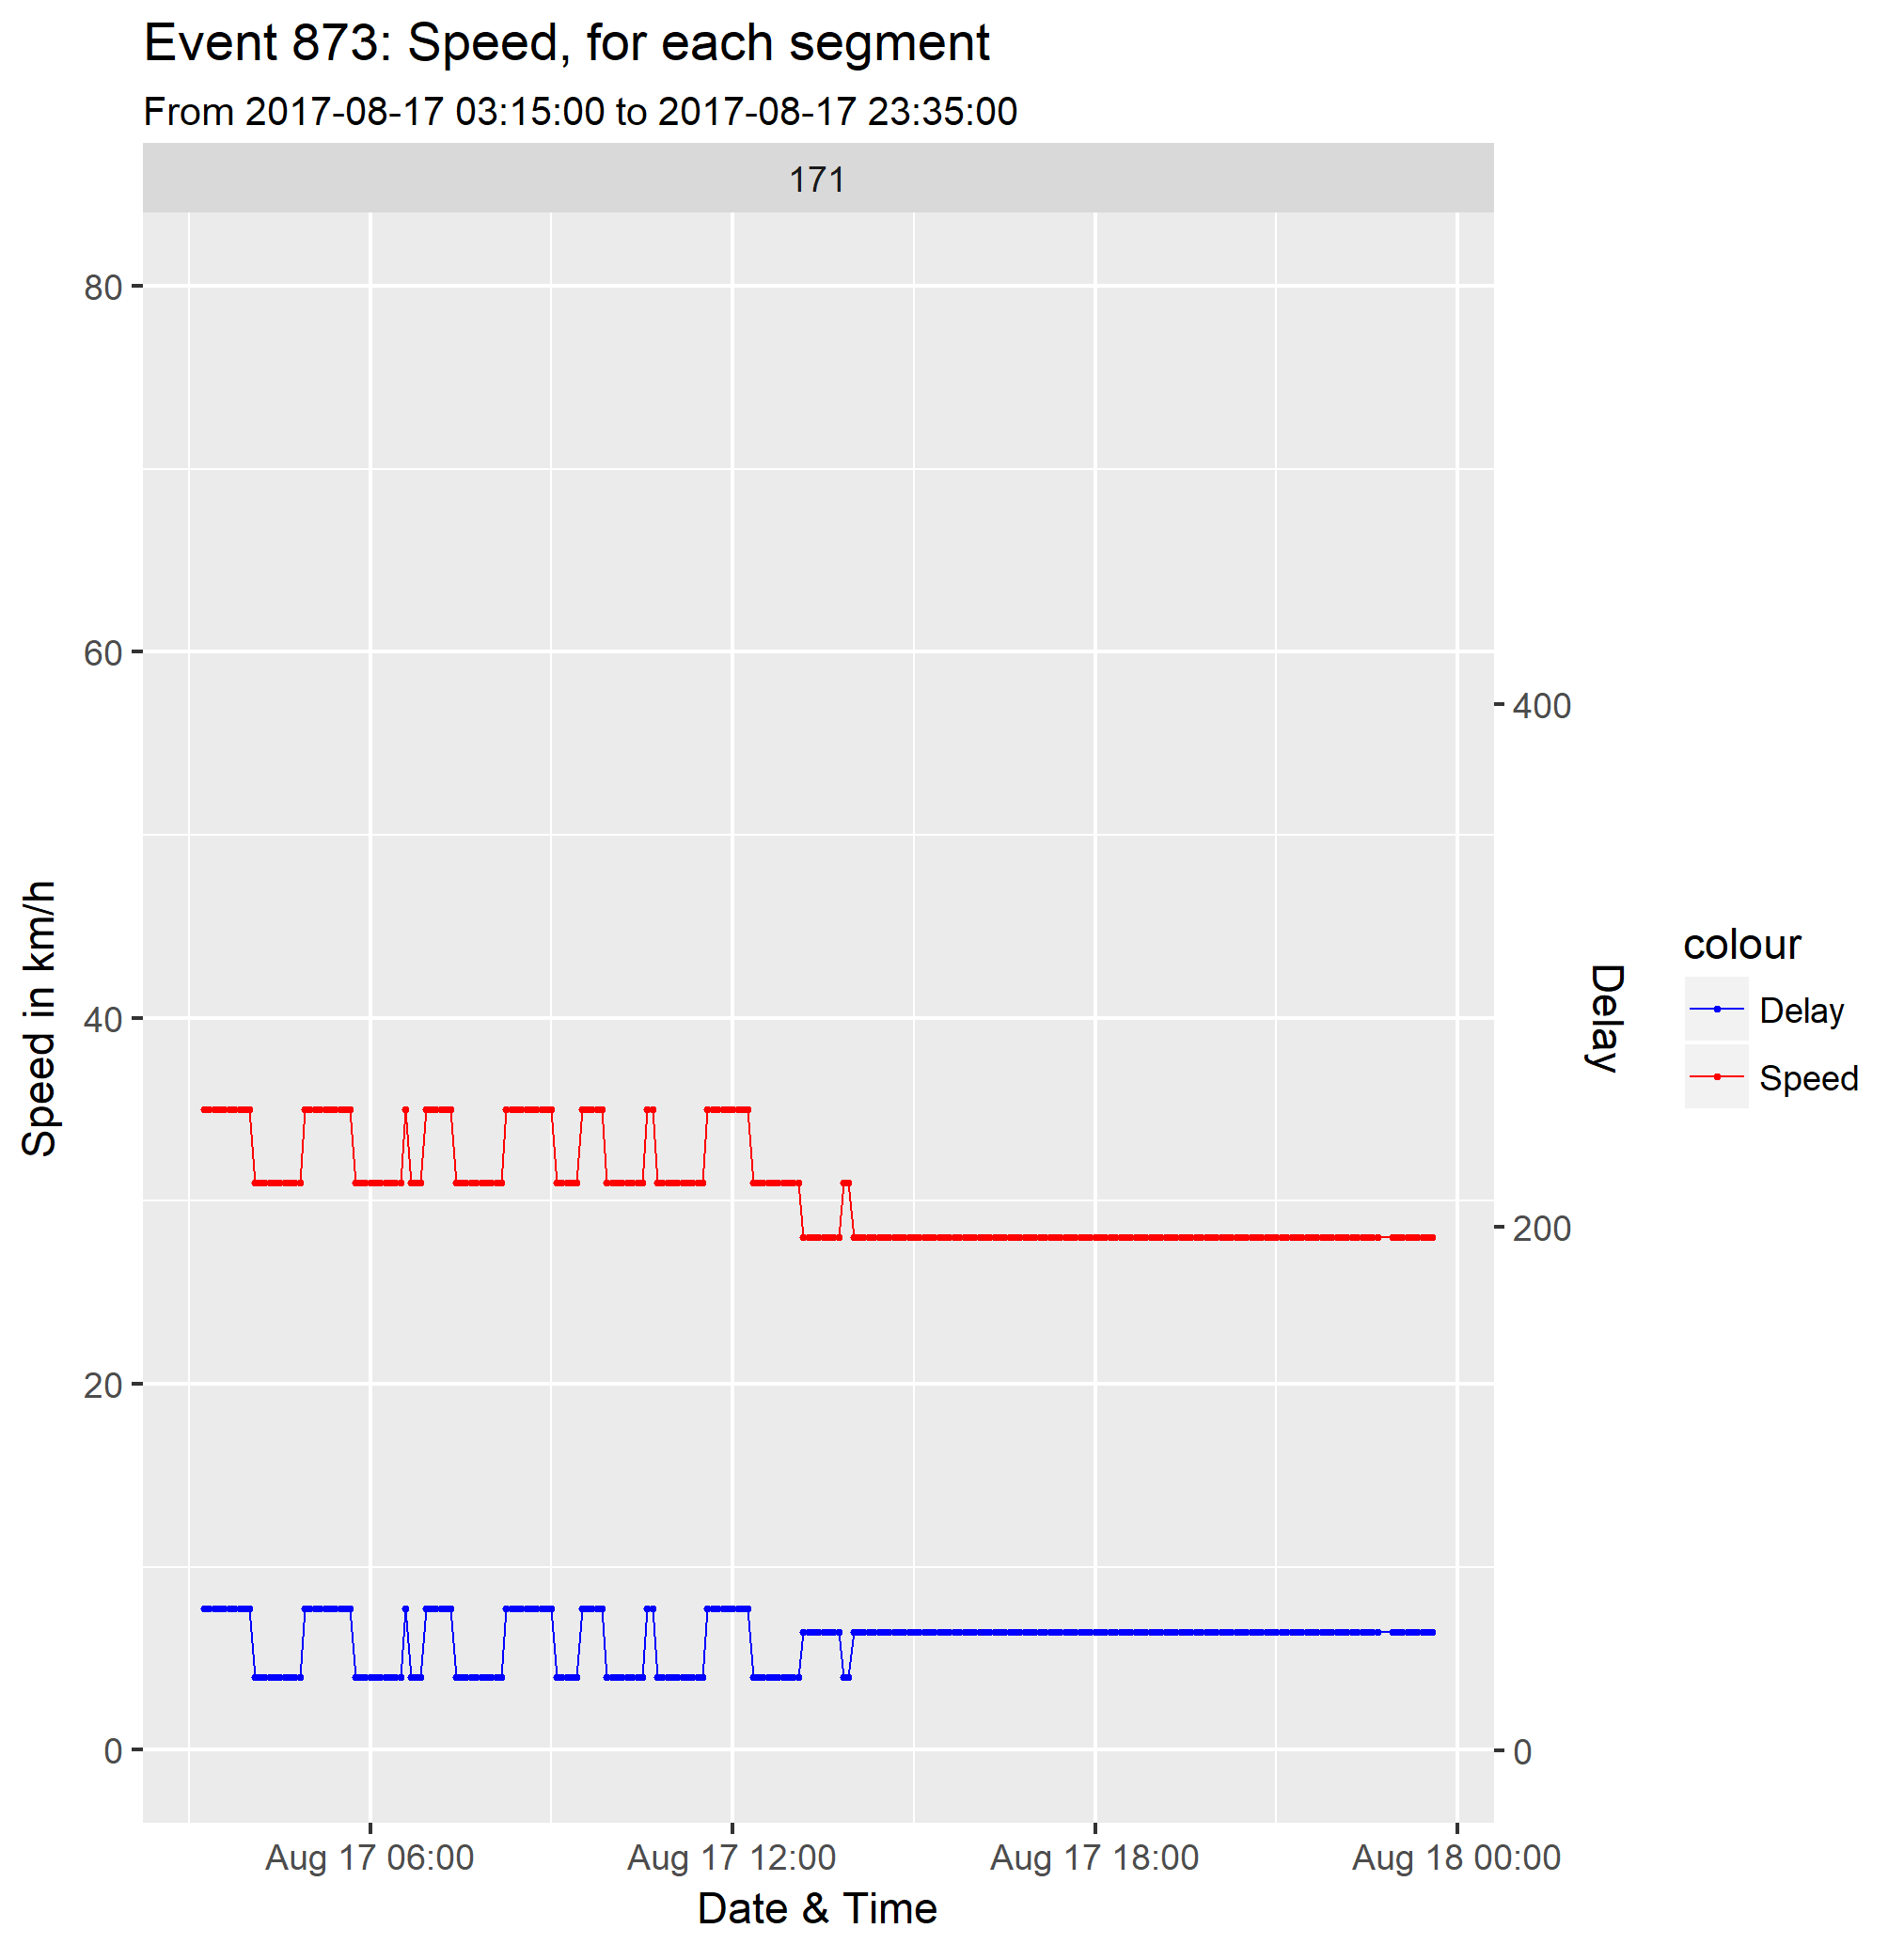 Event 873: Speed, for each segment
From 2017-08-17 03:15:00 to 2017-08-17 23:35:00
171
80
60
40
20
0
Speed in km/h
400
200
0
Delay
colour
Delay
Speed
Aug 17 06:00
Aug 17 12:00
Aug 17 18:00
Aug 18 00:00
Date & Time